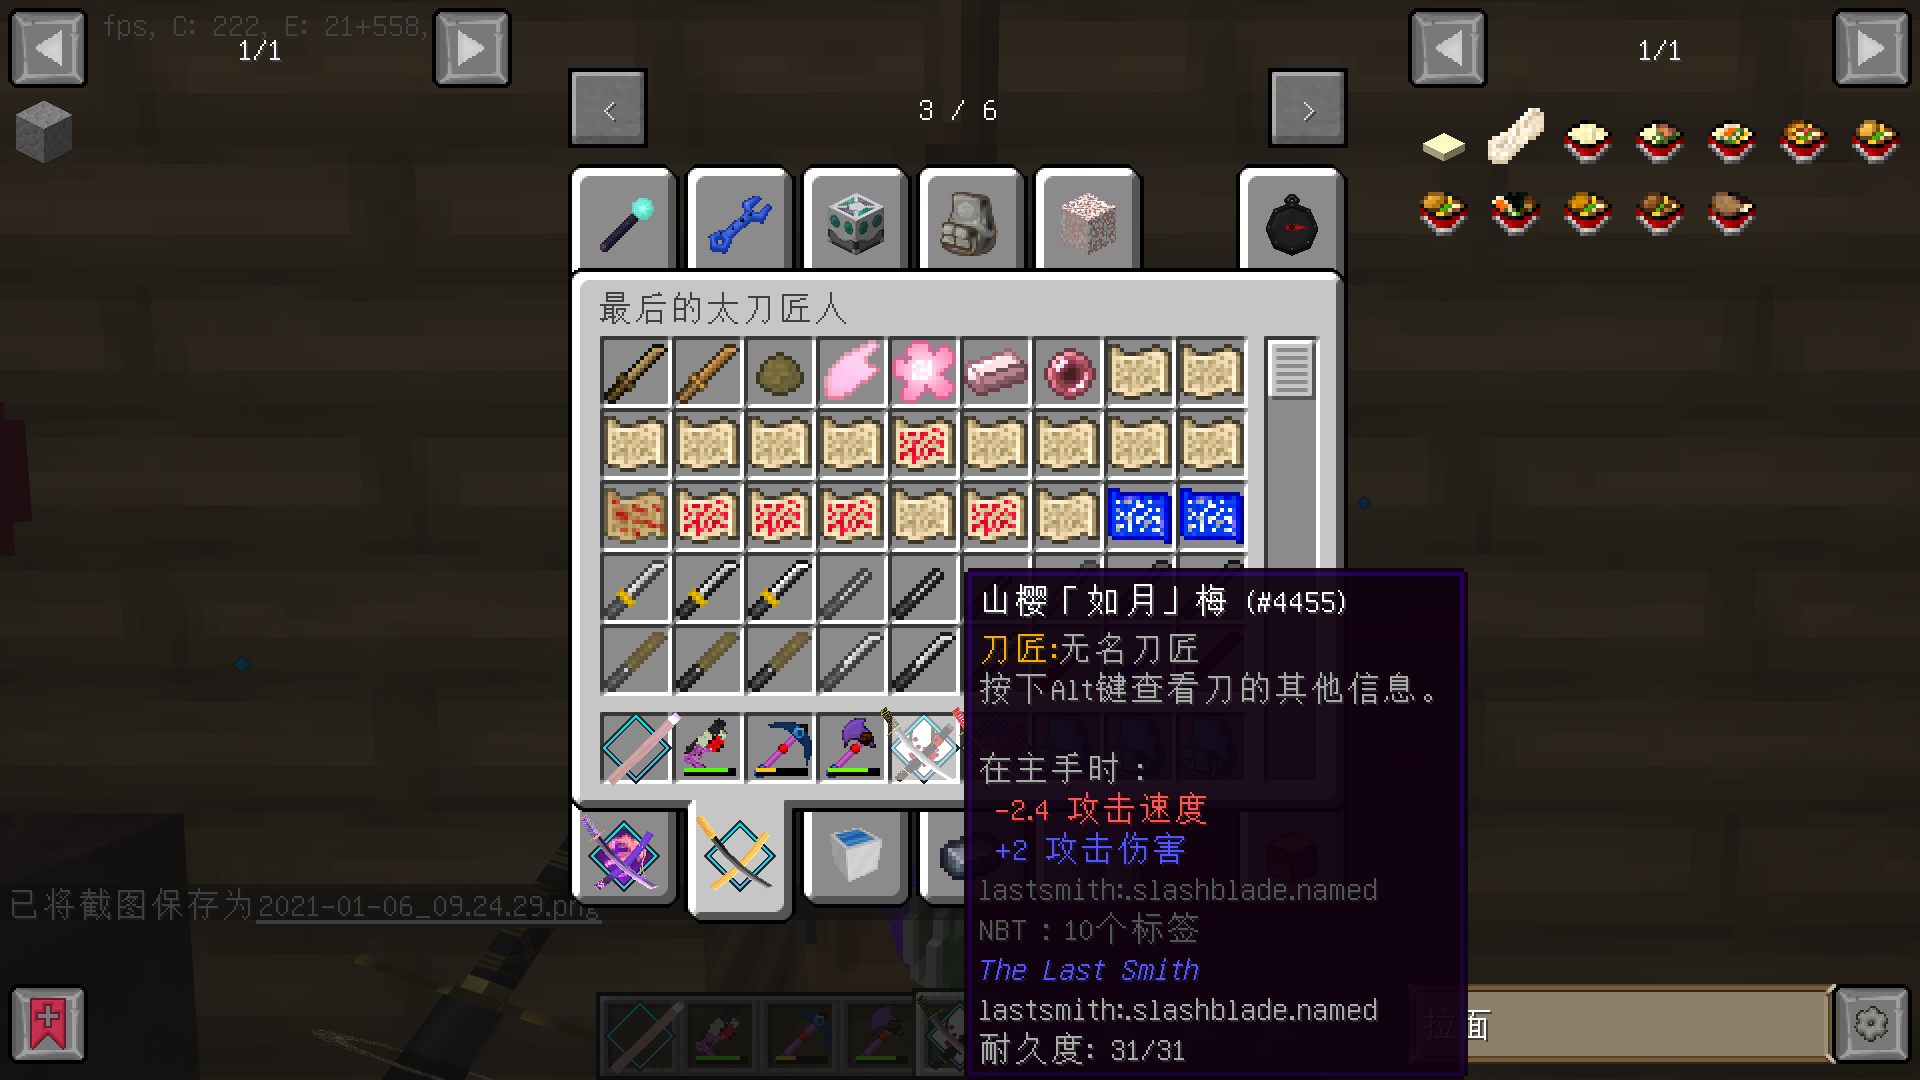 fps, C: 222, E: 21+558,
1/1
1/1
<
3 / 6
>
最后的太刀匠人
山樱「如月」梅 (#4455)
刀匠:无名刀匠
按下Alt键查看刀的其他信息。
在主手时：
-2.4 攻击速度
+2 攻击伤害
lastsmith:.slashblade.named
NBT：10个标签
The Last Smith
lastsmith:.slashblade.named
耐久度: 31/31
已将截图保存为2021-01-06_09.24.29.png
拉面